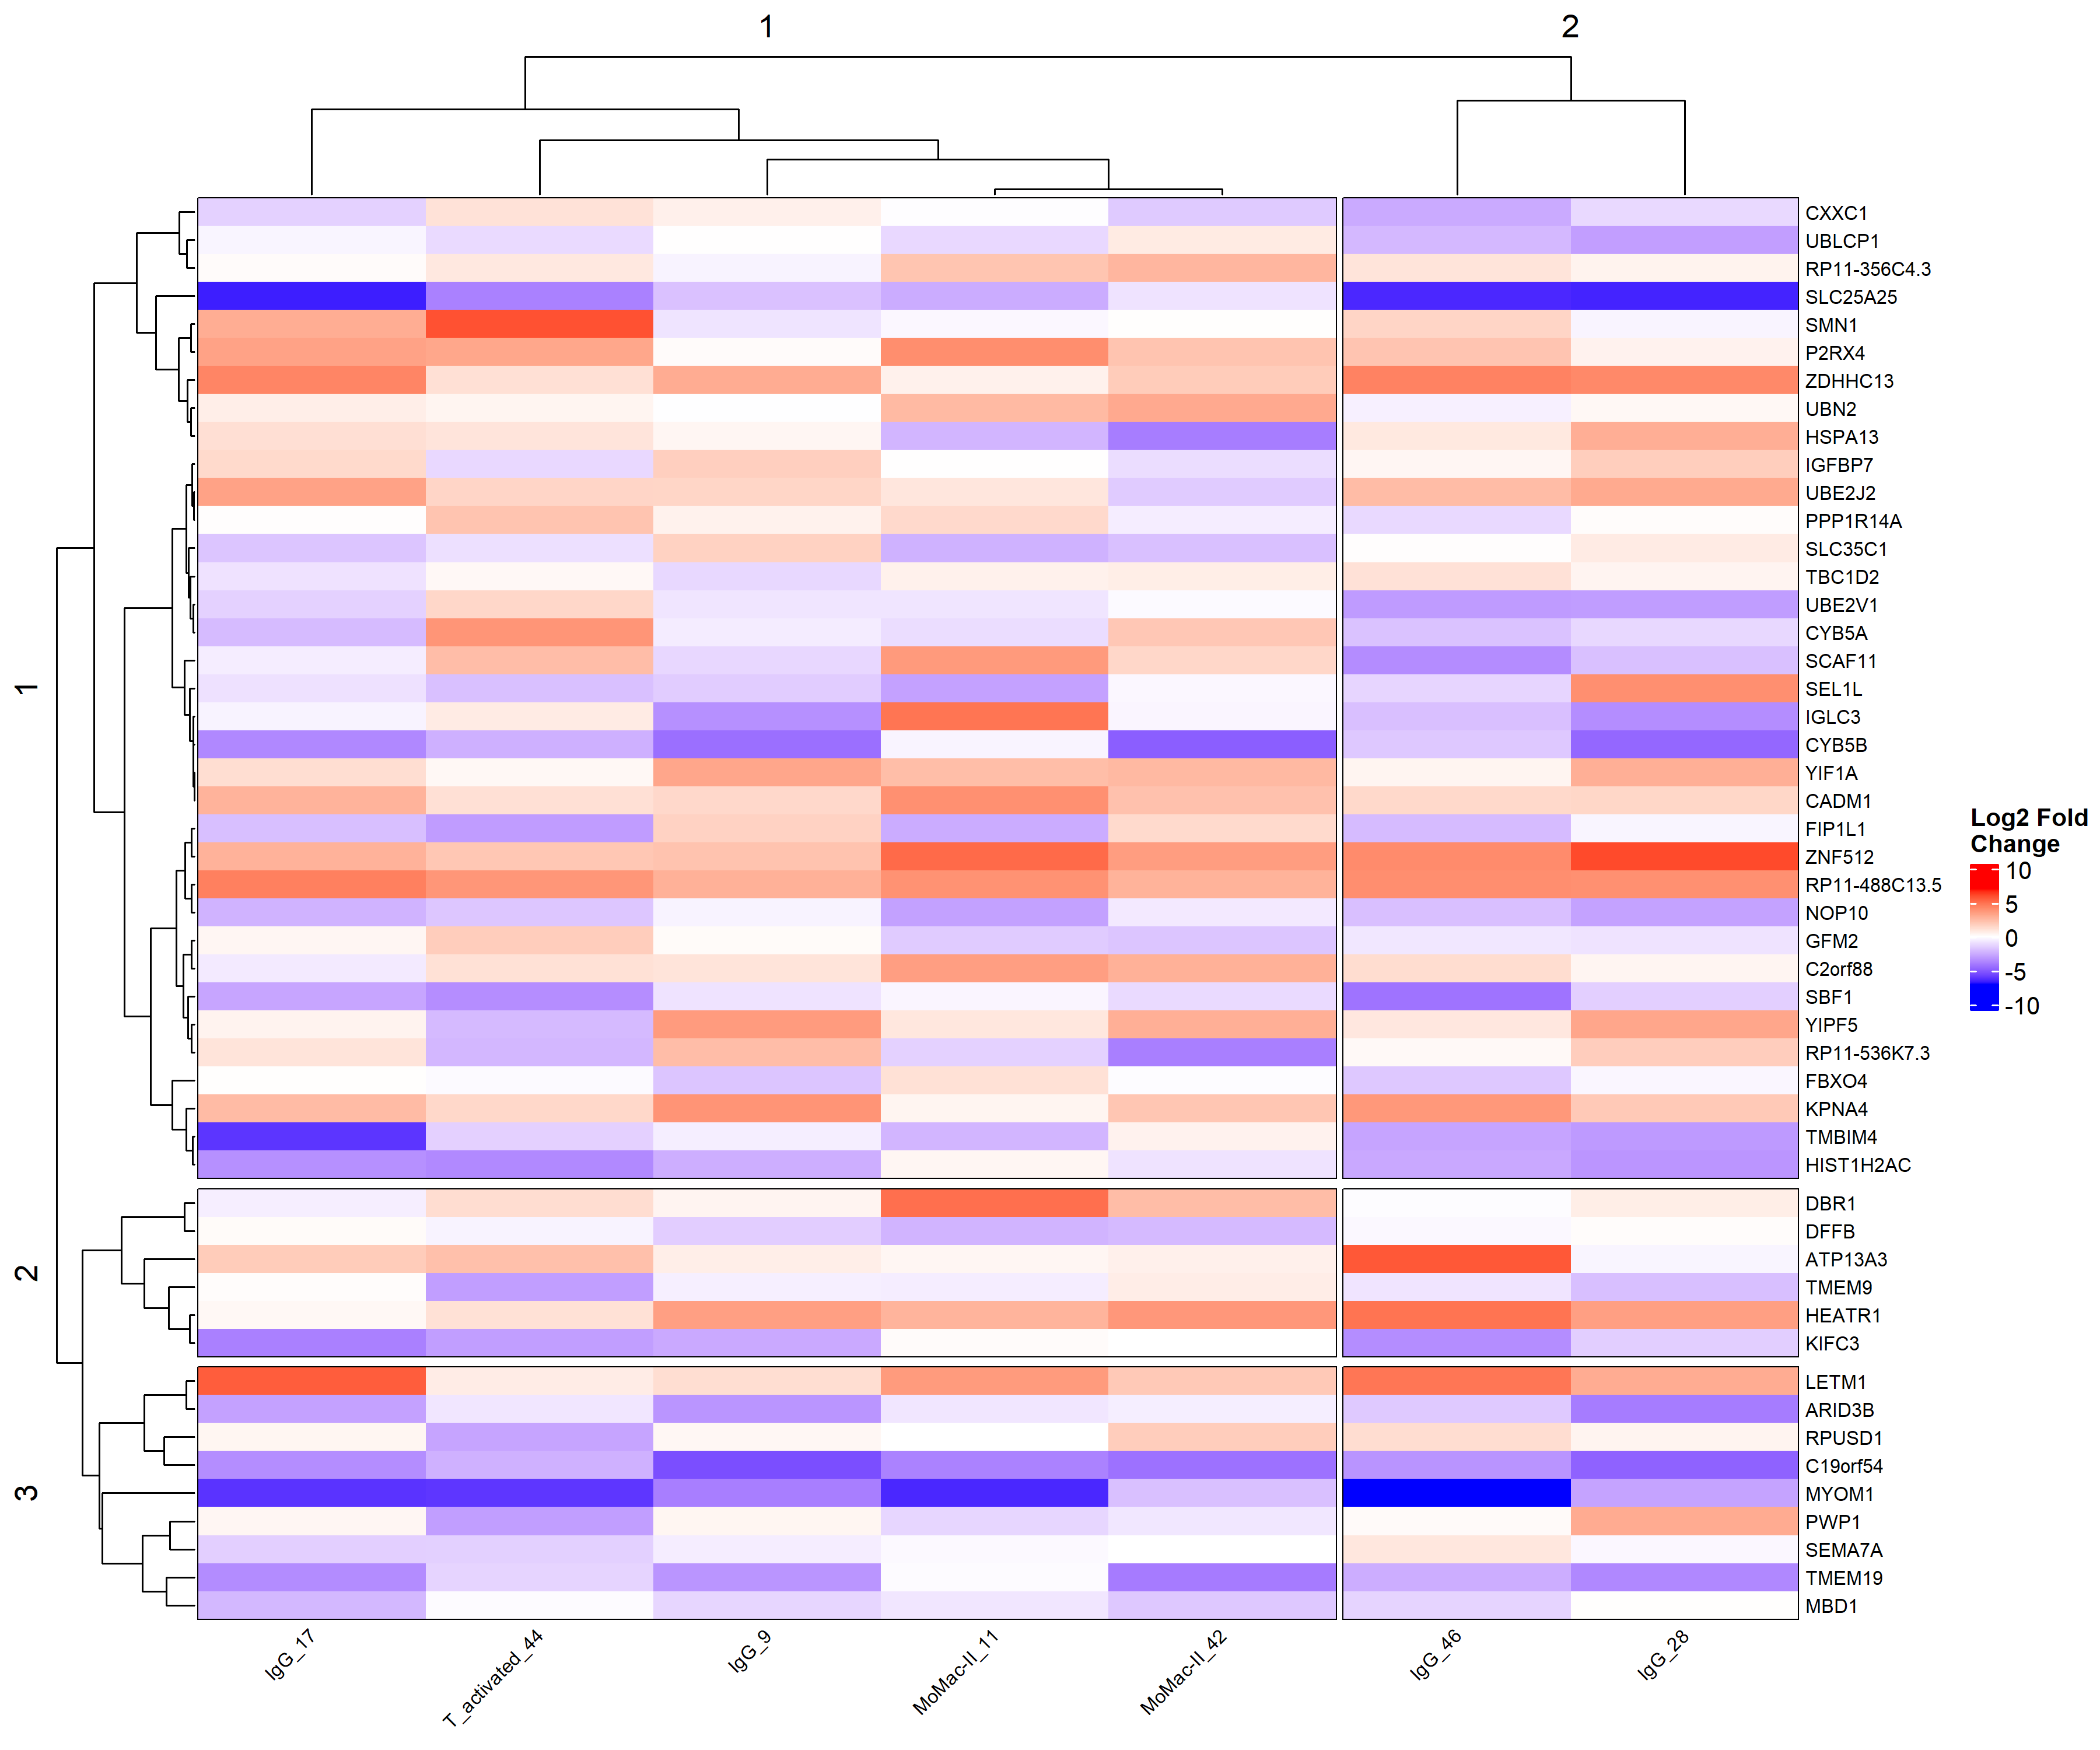 1
2
CXXC1
UBLCP1
RP11-356C4.3
SLC25A25
SMN1
P2RX4
ZDHHC13
UBN2
HSPA13
IGFBP7
UBE2J2
PPP1R14A
SLC35C1
TBC1D2
UBE2V1
CYB5A
SCAF11
SEL1L
IGLC3
CYB5B
YIF1A
CADM1
FIP1L1
ZNF512
RP11-488C13.5
NOP10
GFM2
C2orf88
SBF1
YIPF5
RP11-536K7.3
FBXO4
KPNA4
TMBIM4
HIST1H2AC
DBR1
DFFB
ATP13A3
TMEM9
HEATR1
KIFC3
LETM1
ARID3B
RPUSD1
C19orf54
MYOM1
PWP1
SEMA7A
TMEM19
MBD1
1
2
3
IgG_17
T_activated_44
IgG_9
MoMac-II_11
MoMac-II_42
IgG_46
IgG_28
Log2 Fold
Change
10
5
0
-5
-10